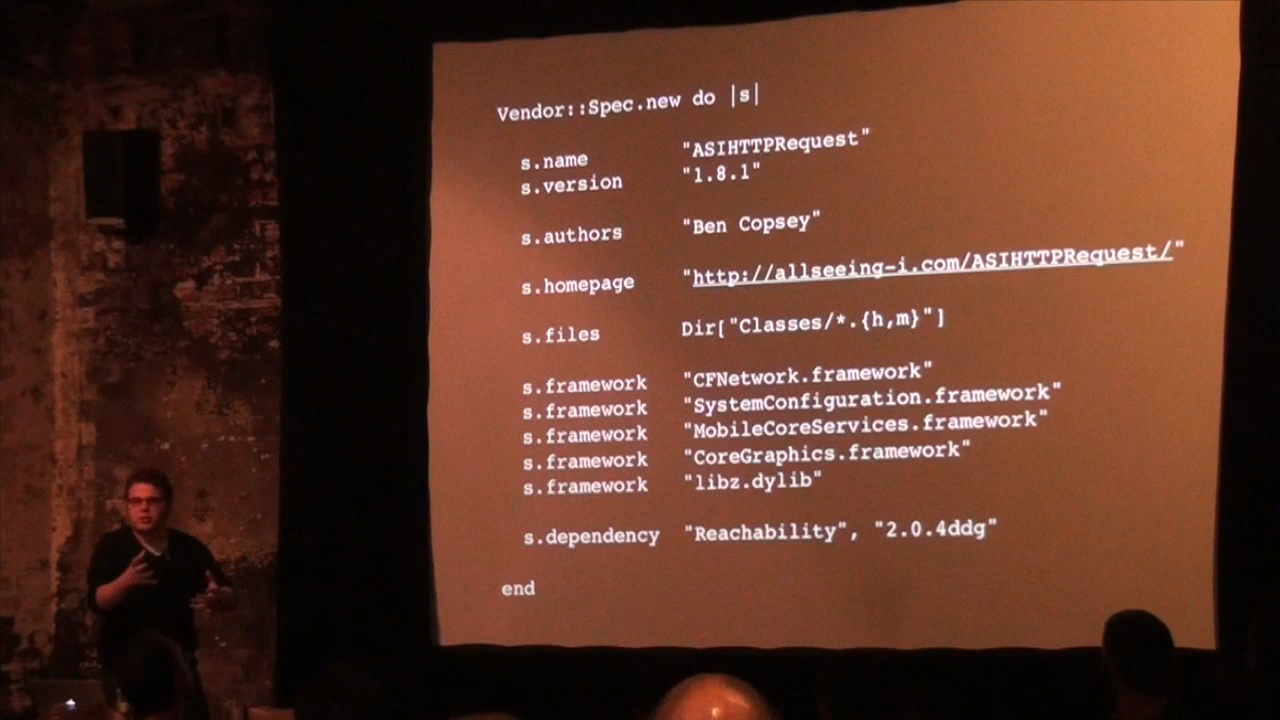 Vendor::Spec.new do |s|
s.name "ASIHTTPRequest"
s.version "1.8.1"
s.authors "Ben Copsey"
s.homepage "http://allseeing-i.com/ASIHTTPRequest/"
s.files Dir["Classes/*.{h,m}"]
s.framework "CFNetwork.framework"
s.framework "SystemConfiguration.framework"
s.framework "MobileCoreServices.framework"
s.framework "CoreGraphics.framework"
s.framework "libz.dylib"
s.dependency "Reachability", "2.0.4ddg"
end